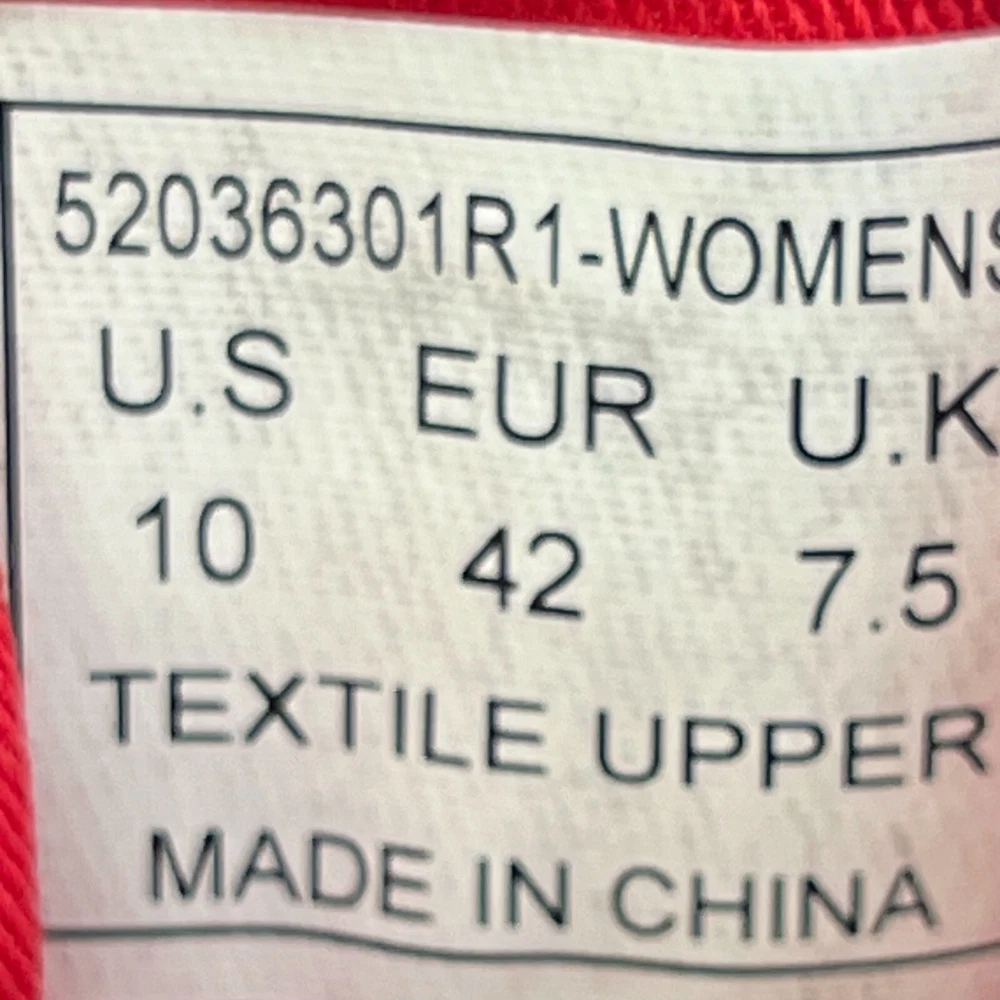 52036301R1-WOMENS
U.S EUR U.K
10 42 7.5
TEXTILE UPPER
MADE IN CHINA